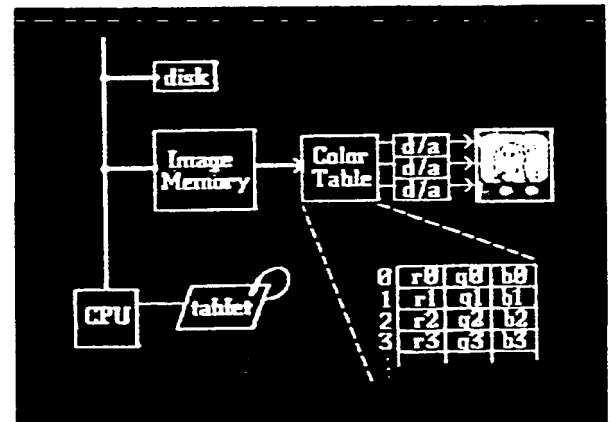 disk
Image
Memory
Color
Table
d/a
d/a
d/a
CPU
tablet
0 r0 g0 b0
1 r1 g1 b1
2 r2 g2 b2
3 r3 g3 b3